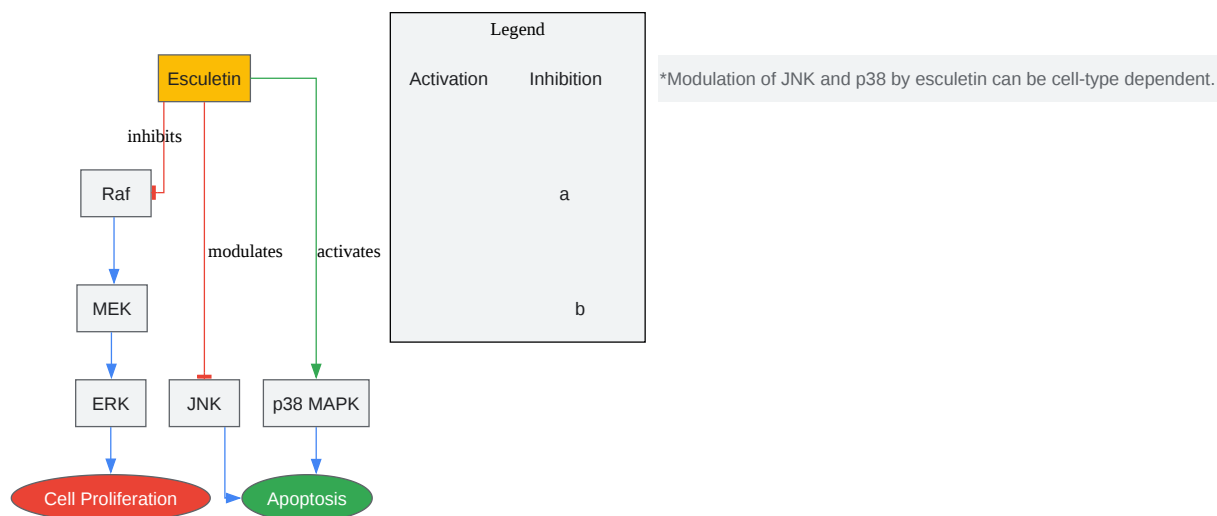 Legend
Esculetin
Activation
Inhibition
*Modulation of JNK and p38 by esculetin can be cell-type dependent.
inhibits
Raf
a
modulates
activates
MEK
b
ERK
JNK
p38 MAPK
Cell Proliferation
Apoptosis